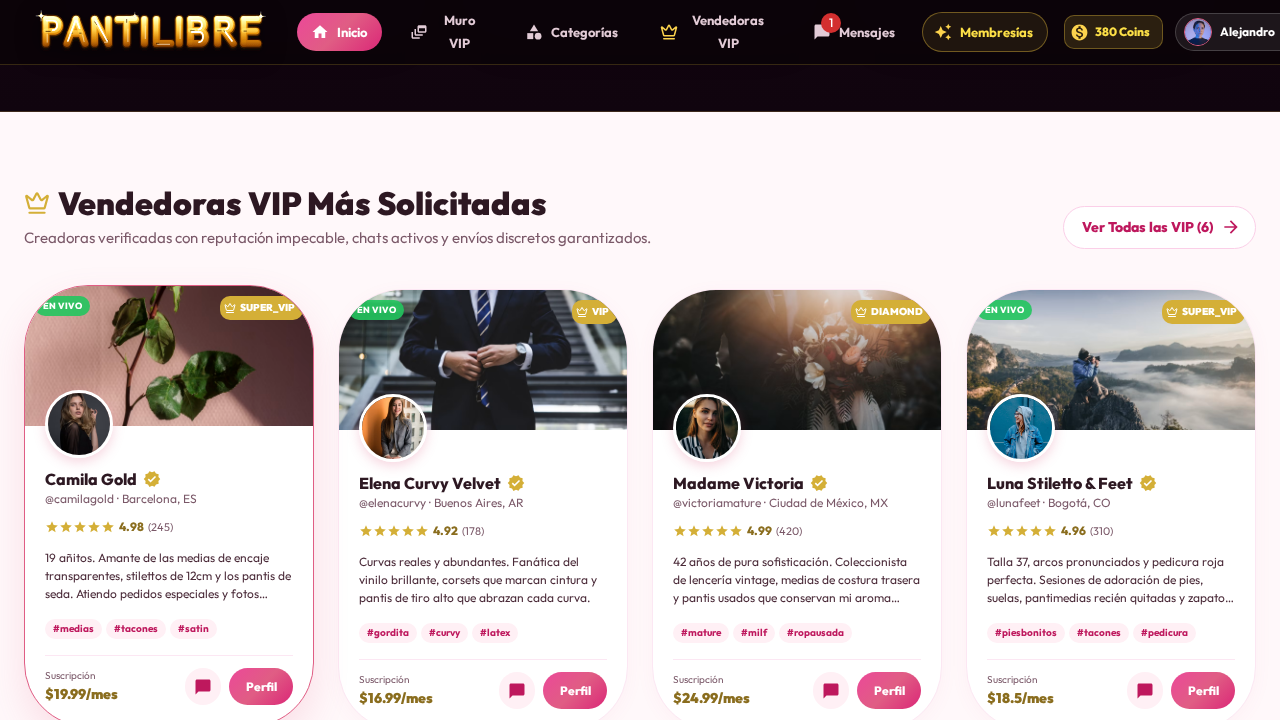 PANTILIBRE
Inicio
Muro
VIP
Categorías
Vendedoras
VIP
1
Mensajes
Membresías
380 Coins
Alejandro
Vendedoras VIP Más Solicitadas
Creadoras verificadas con reputación impecable, chats activos y envíos discretos garantizados.
Ver Todas las VIP (6)
EN VIVO
SUPER_VIP
Camila Gold
@camilagold · Barcelona, ES
4.98 (245)
19 añitos. Amante de las medias de encaje
transparentes, stilettos de 12cm y los pantis de
seda. Atiendo pedidos especiales y fotos...
#medias #tacones #satin
Suscripción
$19.99/mes
Perfil
EN VIVO
VIP
Elena Curvy Velvet
@elenacurvy · Buenos Aires, AR
4.92 (178)
Curvas reales y abundantes. Fanática del
vinilo brillante, corsets que marcan cintura y
pantis de tiro alto que abrazan cada curva.
#gordita #curvy #latex
Suscripción
$16.99/mes
Perfil
DIAMOND
Madame Victoria
@victoriamature · Ciudad de México, MX
4.99 (420)
42 años de pura sofisticación. Coleccionista
de lencería vintage, medias de costura trasera
y pantis usados que conservan mi aroma...
#mature #milf #ropausada
Suscripción
$24.99/mes
Perfil
EN VIVO
SUPER_VIP
Luna Stiletto & Feet
@lunafeet · Bogotá, CO
4.96 (310)
Talla 37, arcos pronunciados y pedicura roja
perfecta. Sesiones de adoración de pies,
suelas, pantimedias recién quitadas y zapato...
#piesbonitos #tacones #pedicura
Suscripción
$18.5/mes
Perfil